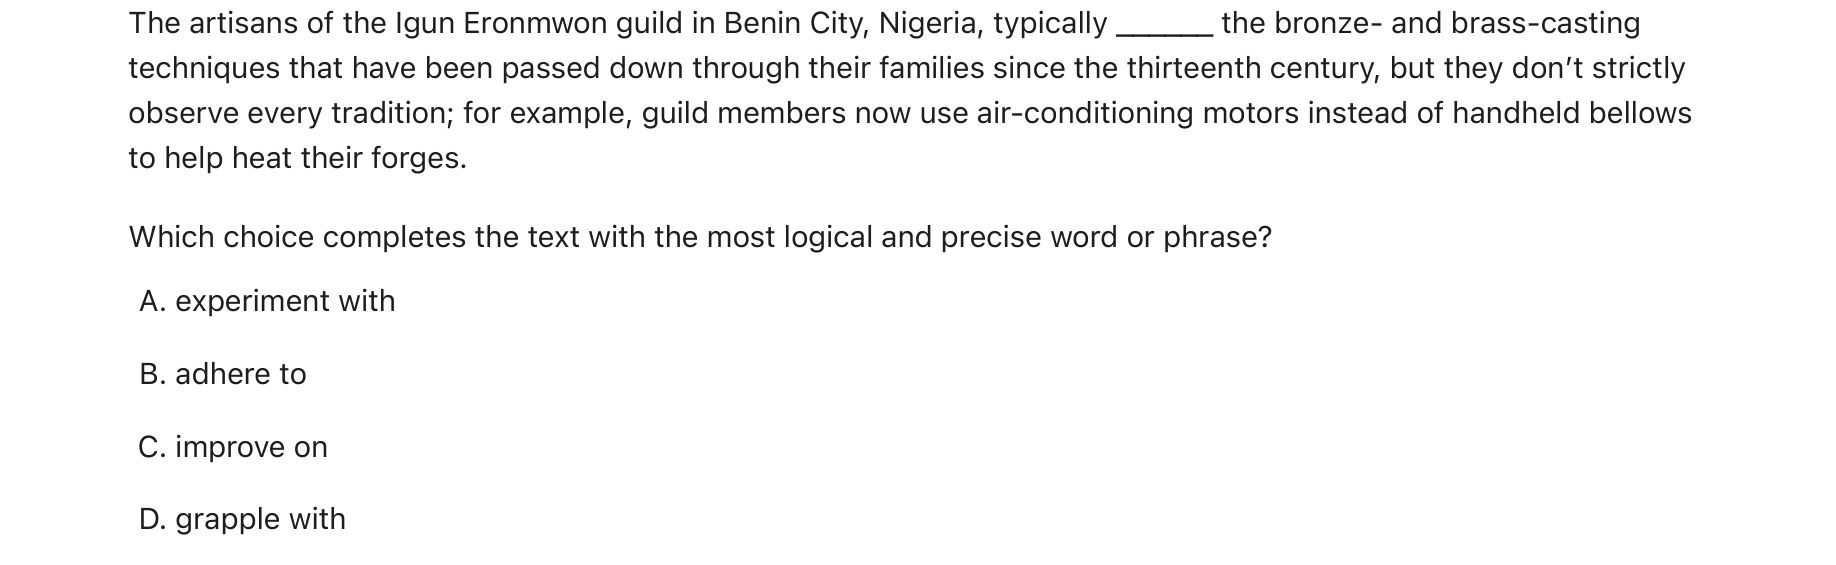 The artisans of the Igun Eronmwon guild in Benin City, Nigeria, typically ______ the bronze- and brass-casting
techniques that have been passed down through their families since the thirteenth century, but they don't strictly
observe every tradition; for example, guild members now use air-conditioning motors instead of handheld bellows
to help heat their forges.
Which choice completes the text with the most logical and precise word or phrase?
A. experiment with
B. adhere to
C. improve on
D. grapple with